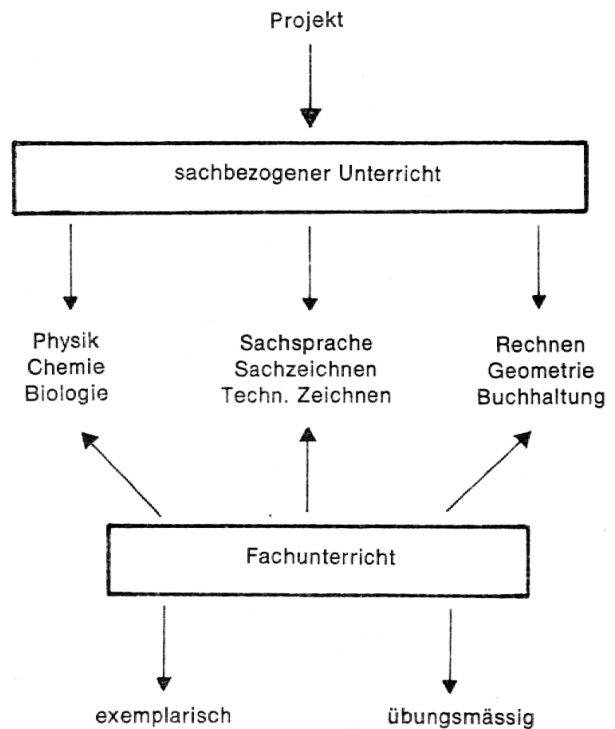 Projekt
sachbezogener Unterricht
Physik
Chemie
Biologie
Sachsprache
Sachzeichnen
Techn. Zeichnen
Rechnen
Geometrie
Buchhaltung
Fachunterricht
exemplarisch
übungsmässig